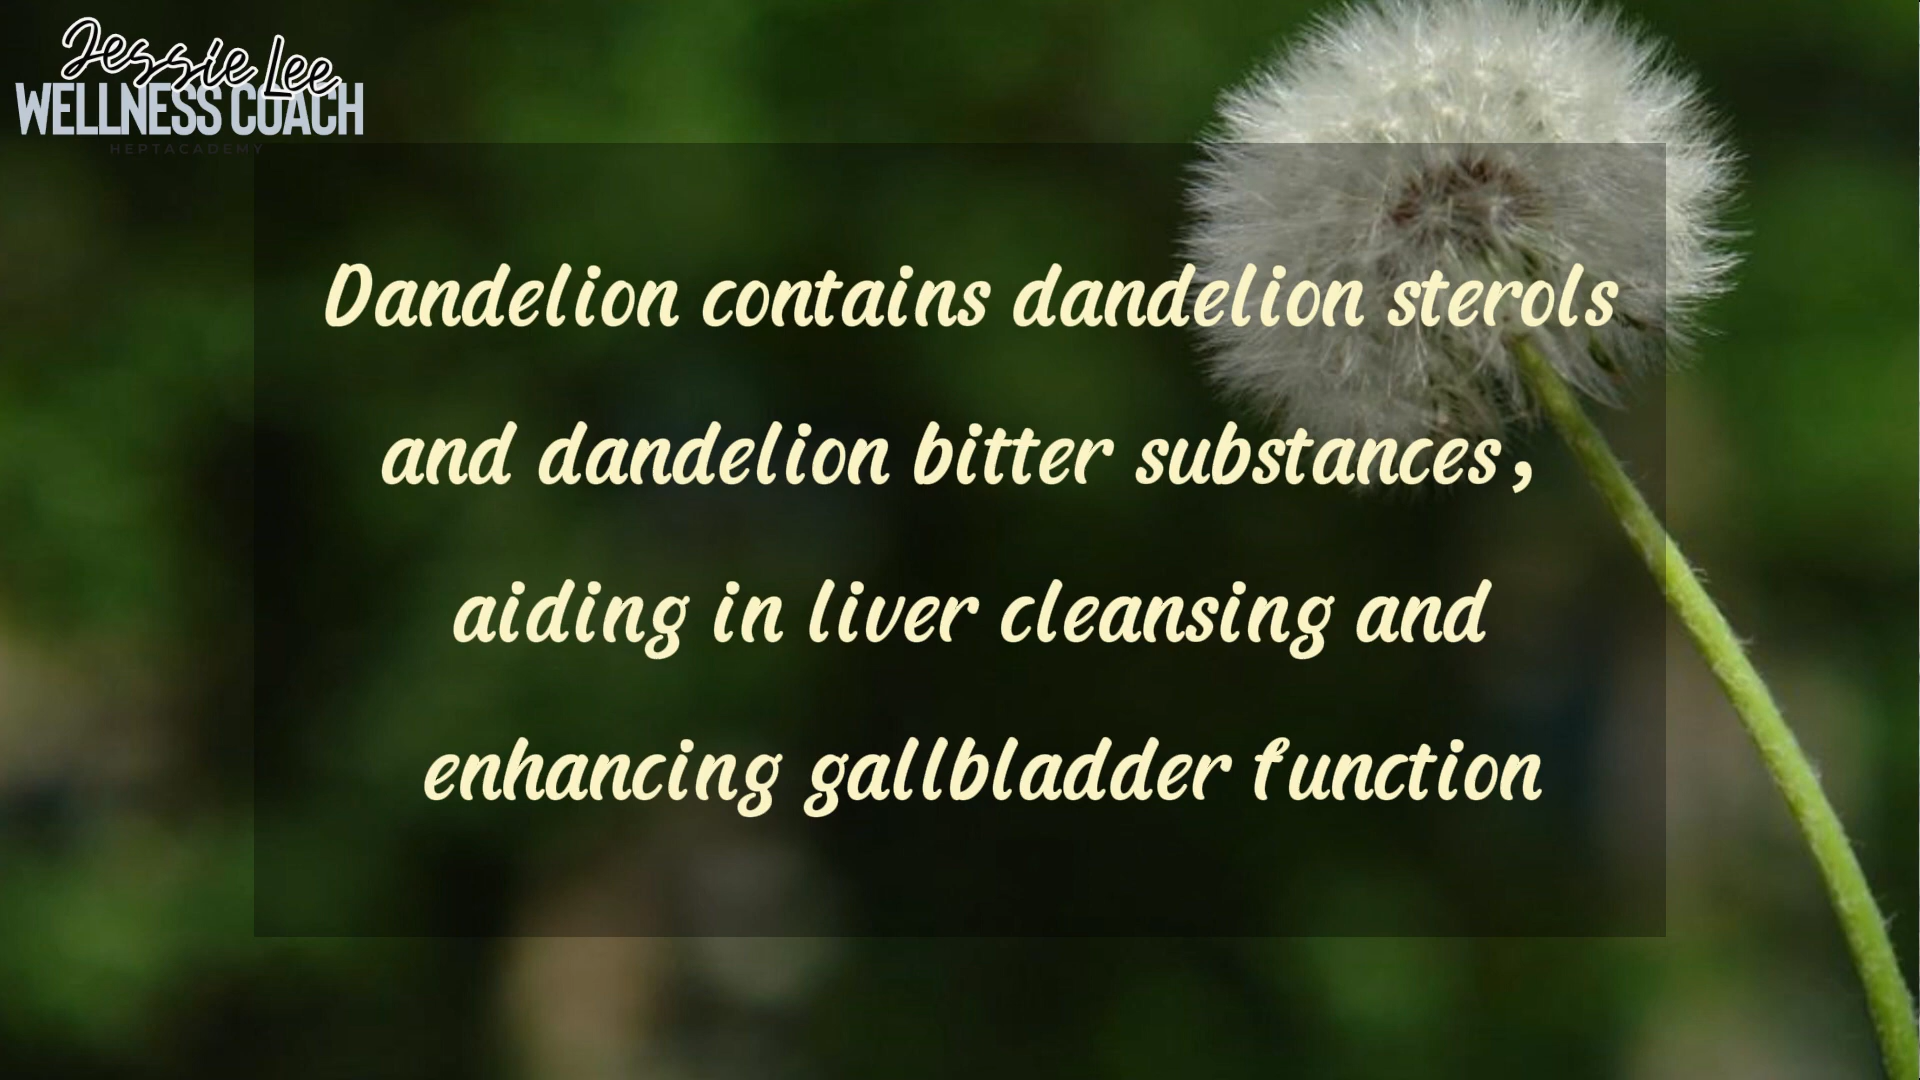 Jessie Lee
WELLNESS COACH
HEPTACADEMY
Dandelion contains dandelion sterols
and dandelion bitter substances,
aiding in liver cleansing and
enhancing gallbladder function